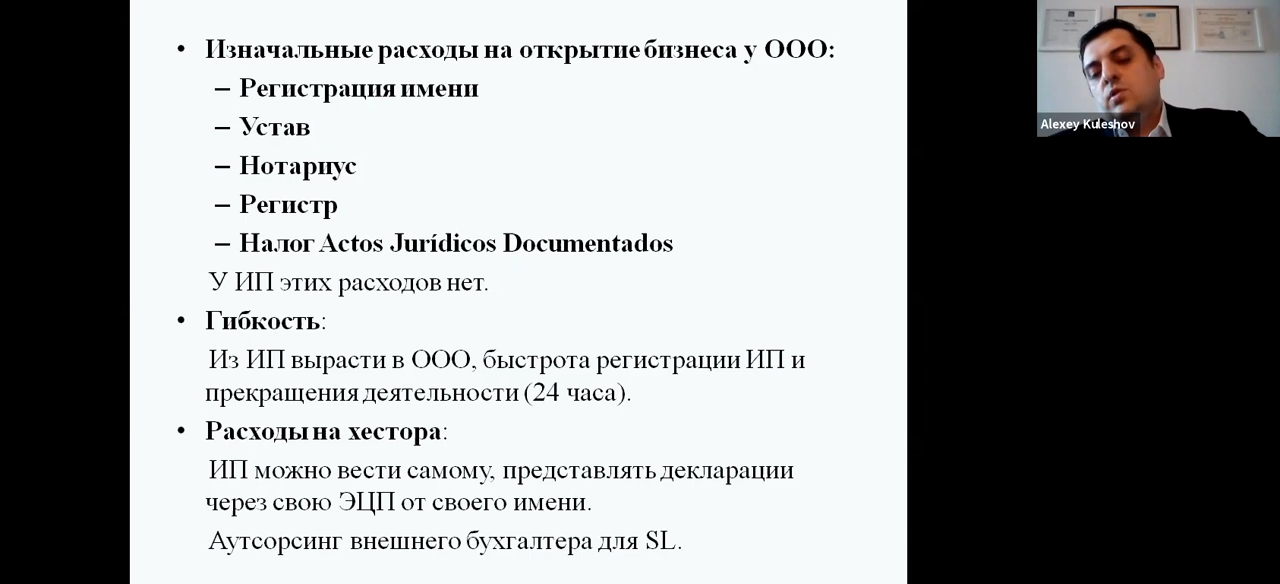 • Изначальные расходы на открытие бизнеса у ООО:
– Регистрация имени
– Устав
– Нотариус
– Регистр
– Налог Actos Jurídicos Documentados
У ИП этих расходов нет.
• Гибкость:
Из ИП вырасти в ООО, быстрота регистрации ИП и
прекращения деятельности (24 часа).
• Расходы на хестора:
ИП можно вести самому, представлять декларации
через свою ЭЦП от своего имени.
Аутсорсинг внешнего бухгалтера для SL.
Alexey Kuleshov